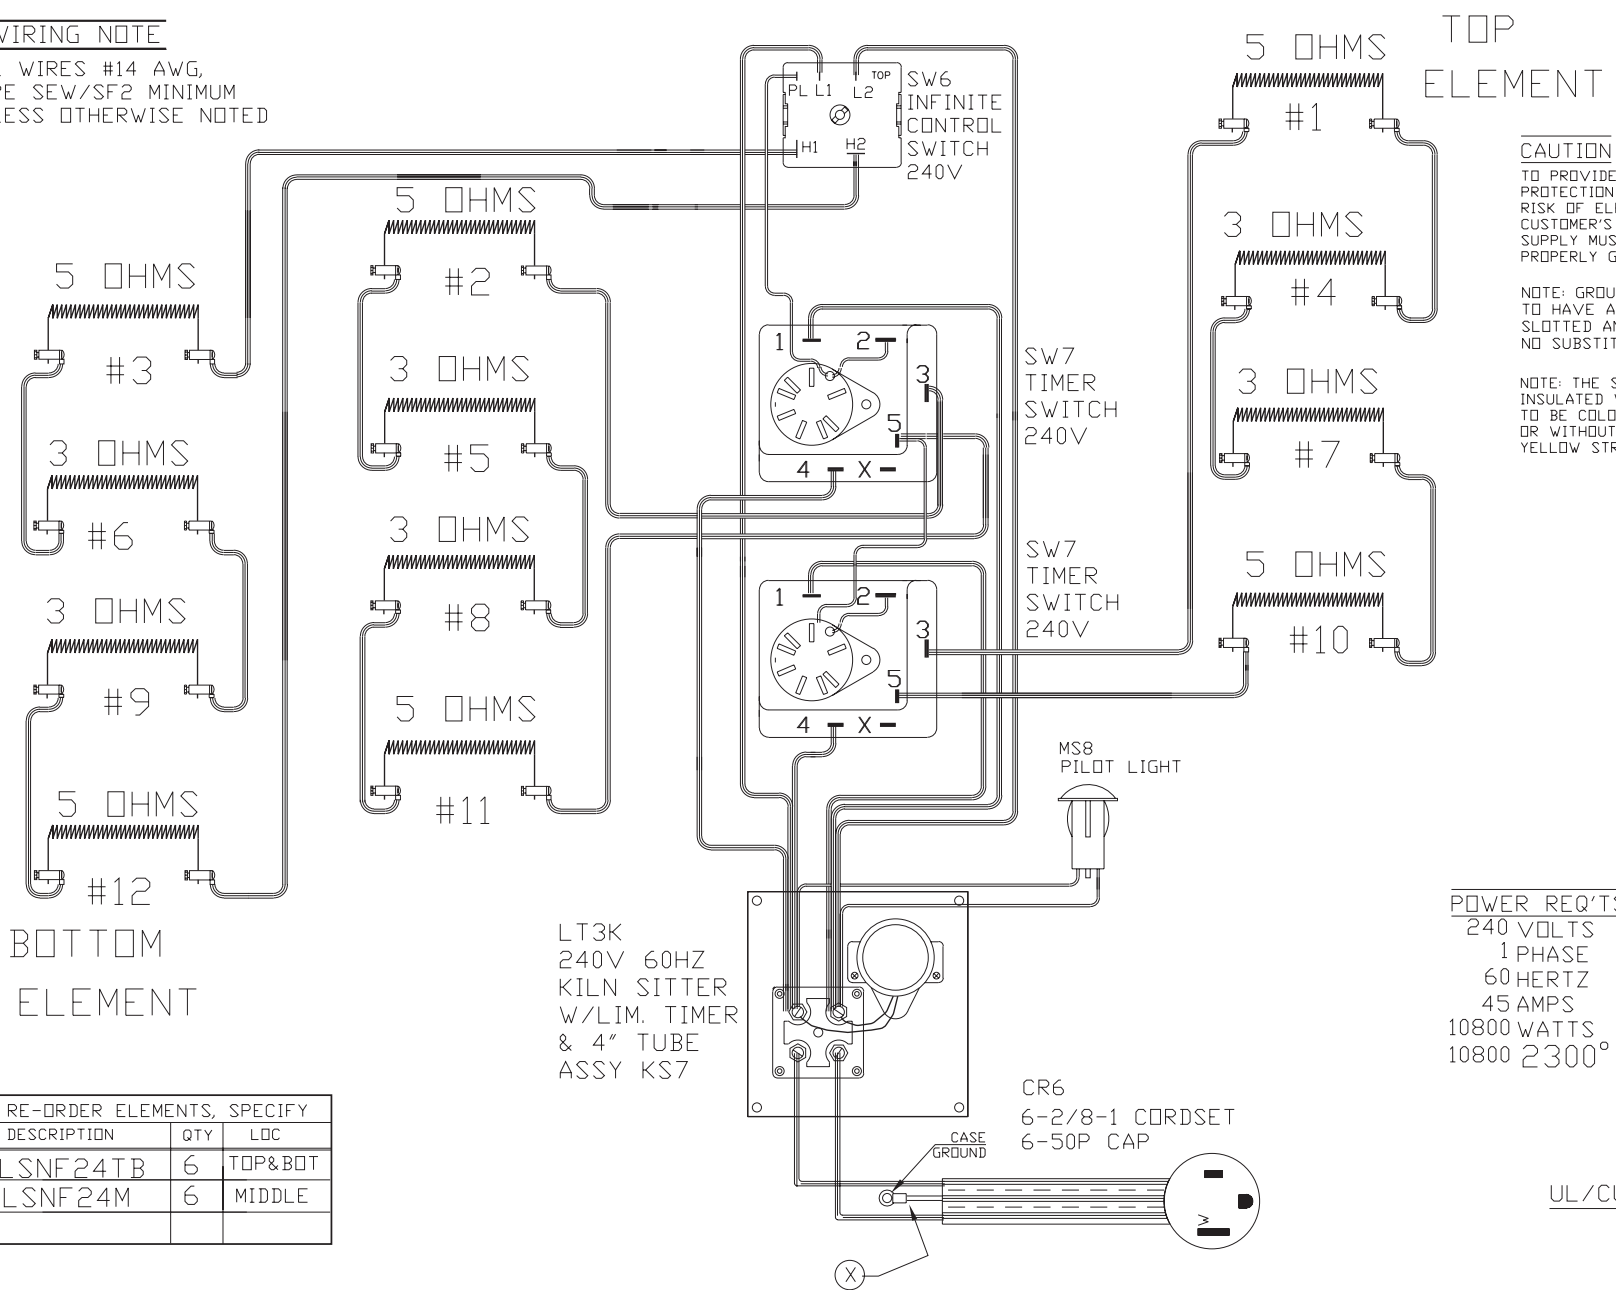 WIRING NOTE
WIRES #14 AWG,
PE SEW/SF2 MINIMUM
LESS OTHERWISE NOTED
5 OHMS
#3
3 OHMS
#6
3 OHMS
#9
5 OHMS
#12
BOTTOM
ELEMENT
5 OHMS
#2
3 OHMS
#5
3 OHMS
#8
5 OHMS
#11
PL L1 L2 TOP
H1 H2
SW6
INFINITE
CONTROL
SWITCH
240V
1 2
3
5
4 X
SW7
TIMER
SWITCH
240V
1 2
3
5
4 X
SW7
TIMER
SWITCH
240V
TOP
ELEMENT
5 OHMS
#1
3 OHMS
#4
3 OHMS
#7
5 OHMS
#10
CAUTION
TO PROVIDE
PROTECTION
RISK OF ELE
CUSTOMER'S
SUPPLY MUS
PROPERLY G
NOTE: GROU
TO HAVE A
SLOTTED AN
NO SUBSTIT
NOTE: THE S
INSULATED
TO BE COLO
OR WITHOUT
YELLOW STR
MS8
PILOT LIGHT
LT3K
240V 60HZ
KILN SITTER
W/LIM. TIMER
& 4" TUBE
ASSY KS7
POWER REQ'TS
240 VOLTS
1 PHASE
60 HERTZ
45 AMPS
10800 WATTS
10800 2300°
CR6
6-2/8-1 CORDSET
6-50P CAP
CASE
GROUND
W
X
UL/CU
RE-ORDER ELEMENTS, SPECIFY
DESCRIPTION QTY LOC
LSNF24TB 6 TOP&BOT
LSNF24M 6 MIDDLE